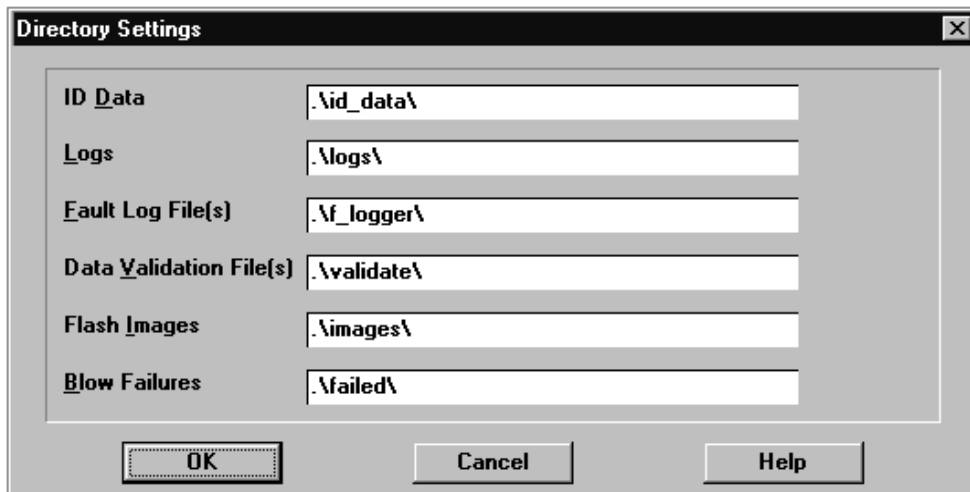 Directory Settings
ID Data .\id_data\
Logs .\logs\
Fault Log File(s) .\f_logger\
Data Validation File(s) .\validate\
Flash Images .\images\
Blow Failures .\failed\
OK Cancel Help